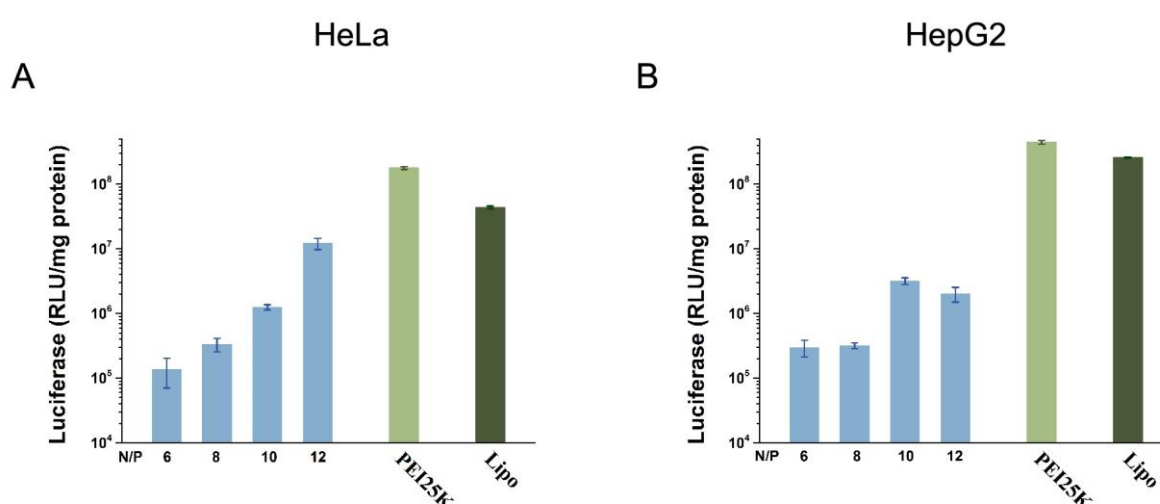 HeLa
HepG2
A
B
Luciferase (RLU/mg protein)
10⁸
10⁷
10⁶
10⁵
10⁴
N/P 6 8 10 12 PEI25K Lipo
Luciferase (RLU/mg protein)
10⁸
10⁷
10⁶
10⁵
10⁴
N/P 6 8 10 12 PEI25K Lipo